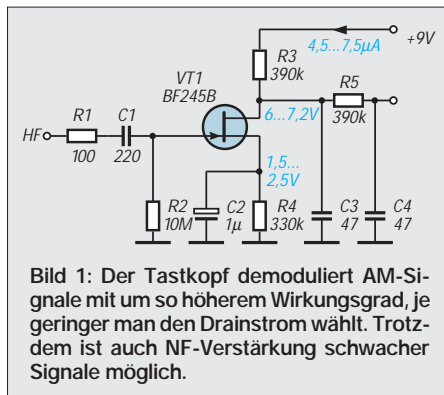 4,5...7,5µA
+9V
R3
390k
VT1
BF245B
R5
390k
6...7,2V
R1
C1
HF
100
220
1,5...
2,5V
R2
10M
C2
1µ
R4
330k
C3
47
C4
47
Bild 1: Der Tastkopf demoduliert AM-Si-
gnale mit um so höherem Wirkungsgrad, je
geringer man den Drainstrom wählt. Trotz-
dem ist auch NF-Verstärkung schwacher
Signale möglich.